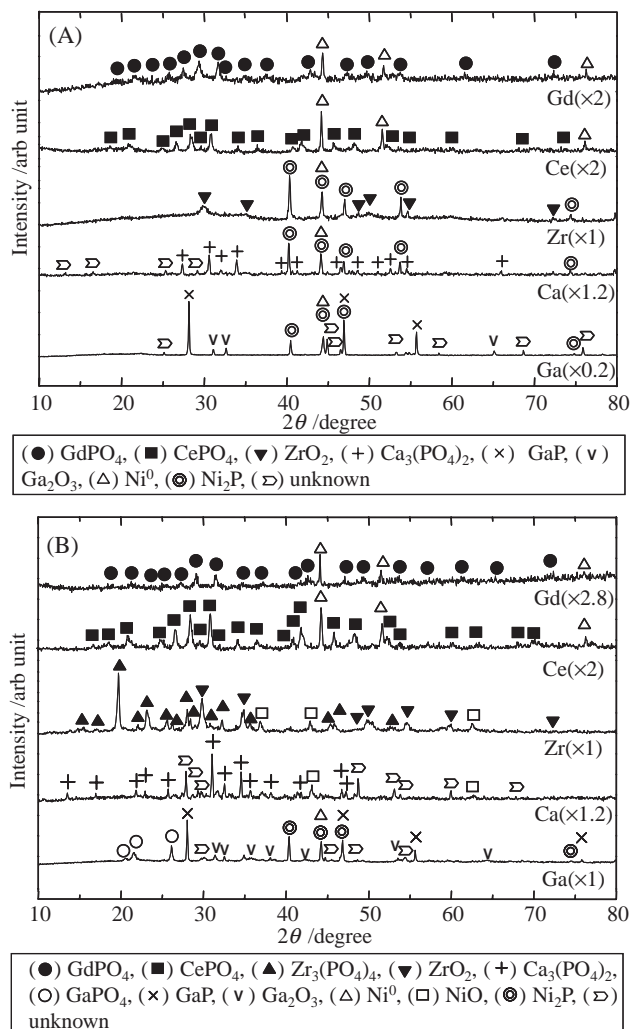 (A)
Gd(×2)
Ce(×2)
Zr(×1)
Ca(×1.2)
Ga(×0.2)
Intensity /arb unit
10 20 30 40 50 60 70 80
2θ /degree
(●) GdPO₄, (■) CePO₄, (▼) ZrO₂, (+) Ca₃(PO₄)₂, (×) GaP, (∨)
Ga₂O₃, (△) Ni⁰, (◎) Ni₂P, (⋝) unknown
(B)
Gd(×2.8)
Ce(×2)
Zr(×1)
Ca(×1.2)
Ga(×1)
Intensity /arb unit
10 20 30 40 50 60 70 80
2θ /degree
(●) GdPO₄, (■) CePO₄, (▲) Zr₃(PO₄)₄, (▼) ZrO₂, (+) Ca₃(PO₄)₂,
(○) GaPO₄, (×) GaP, (∨) Ga₂O₃, (△) Ni⁰, (□) NiO, (◎) Ni₂P, (⋝)
unknown